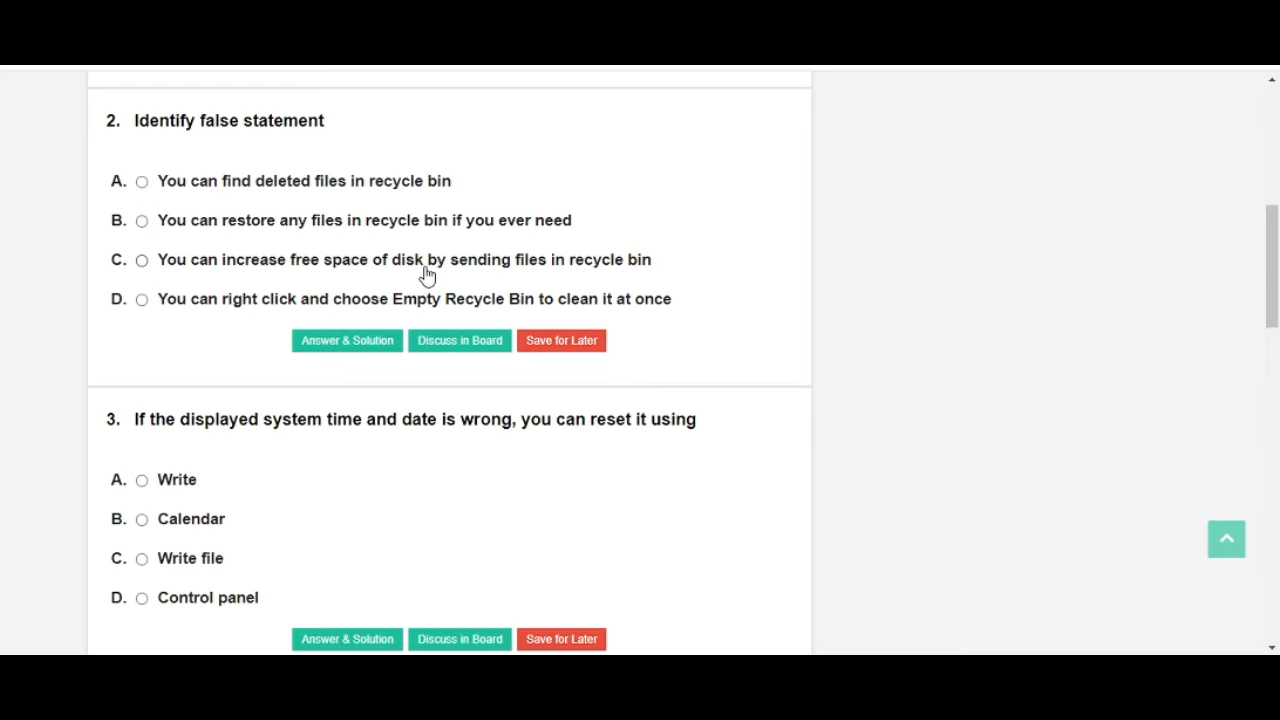 2. Identify false statement
A. You can find deleted files in recycle bin
B. You can restore any files in recycle bin if you ever need
C. You can increase free space of disk by sending files in recycle bin
D. You can right click and choose Empty Recycle Bin to clean it at once
Answer & Solution Discuss in Board Save for Later
3. If the displayed system time and date is wrong, you can reset it using
A. Write
B. Calendar
C. Write file
D. Control panel
Answer & Solution Discuss in Board Save for Later